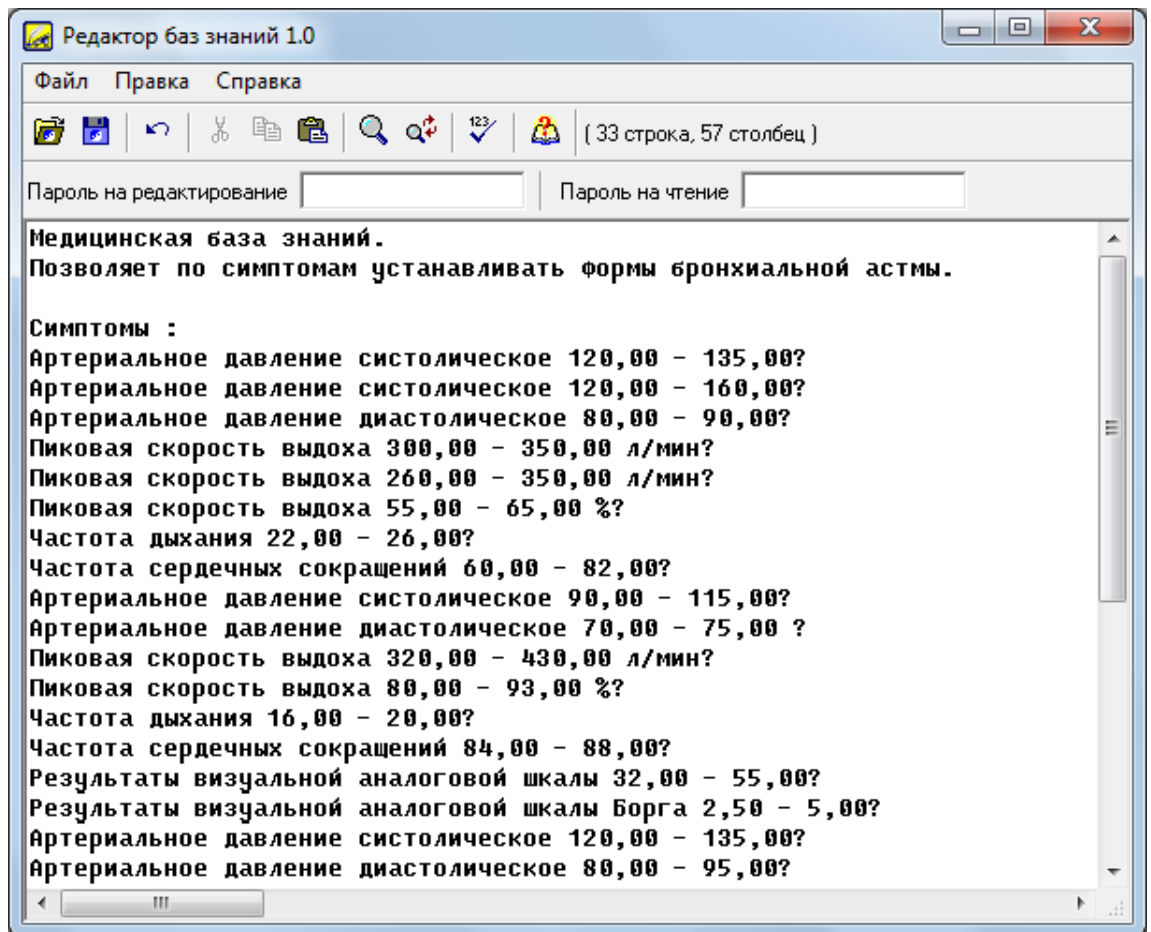 Редактор баз знаний 1.0
Файл Правка Справка
123
( 33 строка, 57 столбец )
Пароль на редактирование Пароль на чтение
Медицинская база знаний.
Позволяет по симптомам устанавливать формы бронхиальной астмы.
Симптомы :
Артериальное давление систолическое 120,00 - 135,00?
Артериальное давление систолическое 120,00 - 160,00?
Артериальное давление диастолическое 80,00 - 90,00?
Пиковая скорость выдоха 300,00 - 350,00 л/мин?
Пиковая скорость выдоха 260,00 - 350,00 л/мин?
Пиковая скорость выдоха 55,00 - 65,00 %?
Частота дыхания 22,00 - 26,00?
Частота сердечных сокращений 60,00 - 82,00?
Артериальное давление систолическое 90,00 - 115,00?
Артериальное давление диастолическое 70,00 - 75,00 ?
Пиковая скорость выдоха 320,00 - 430,00 л/мин?
Пиковая скорость выдоха 80,00 - 93,00 %?
Частота дыхания 16,00 - 20,00?
Частота сердечных сокращений 84,00 - 88,00?
Результаты визуальной аналоговой шкалы 32,00 - 55,00?
Результаты визуальной аналоговой шкалы Борга 2,50 - 5,00?
Артериальное давление систолическое 120,00 - 135,00?
Артериальное давление диастолическое 80,00 - 95,00?